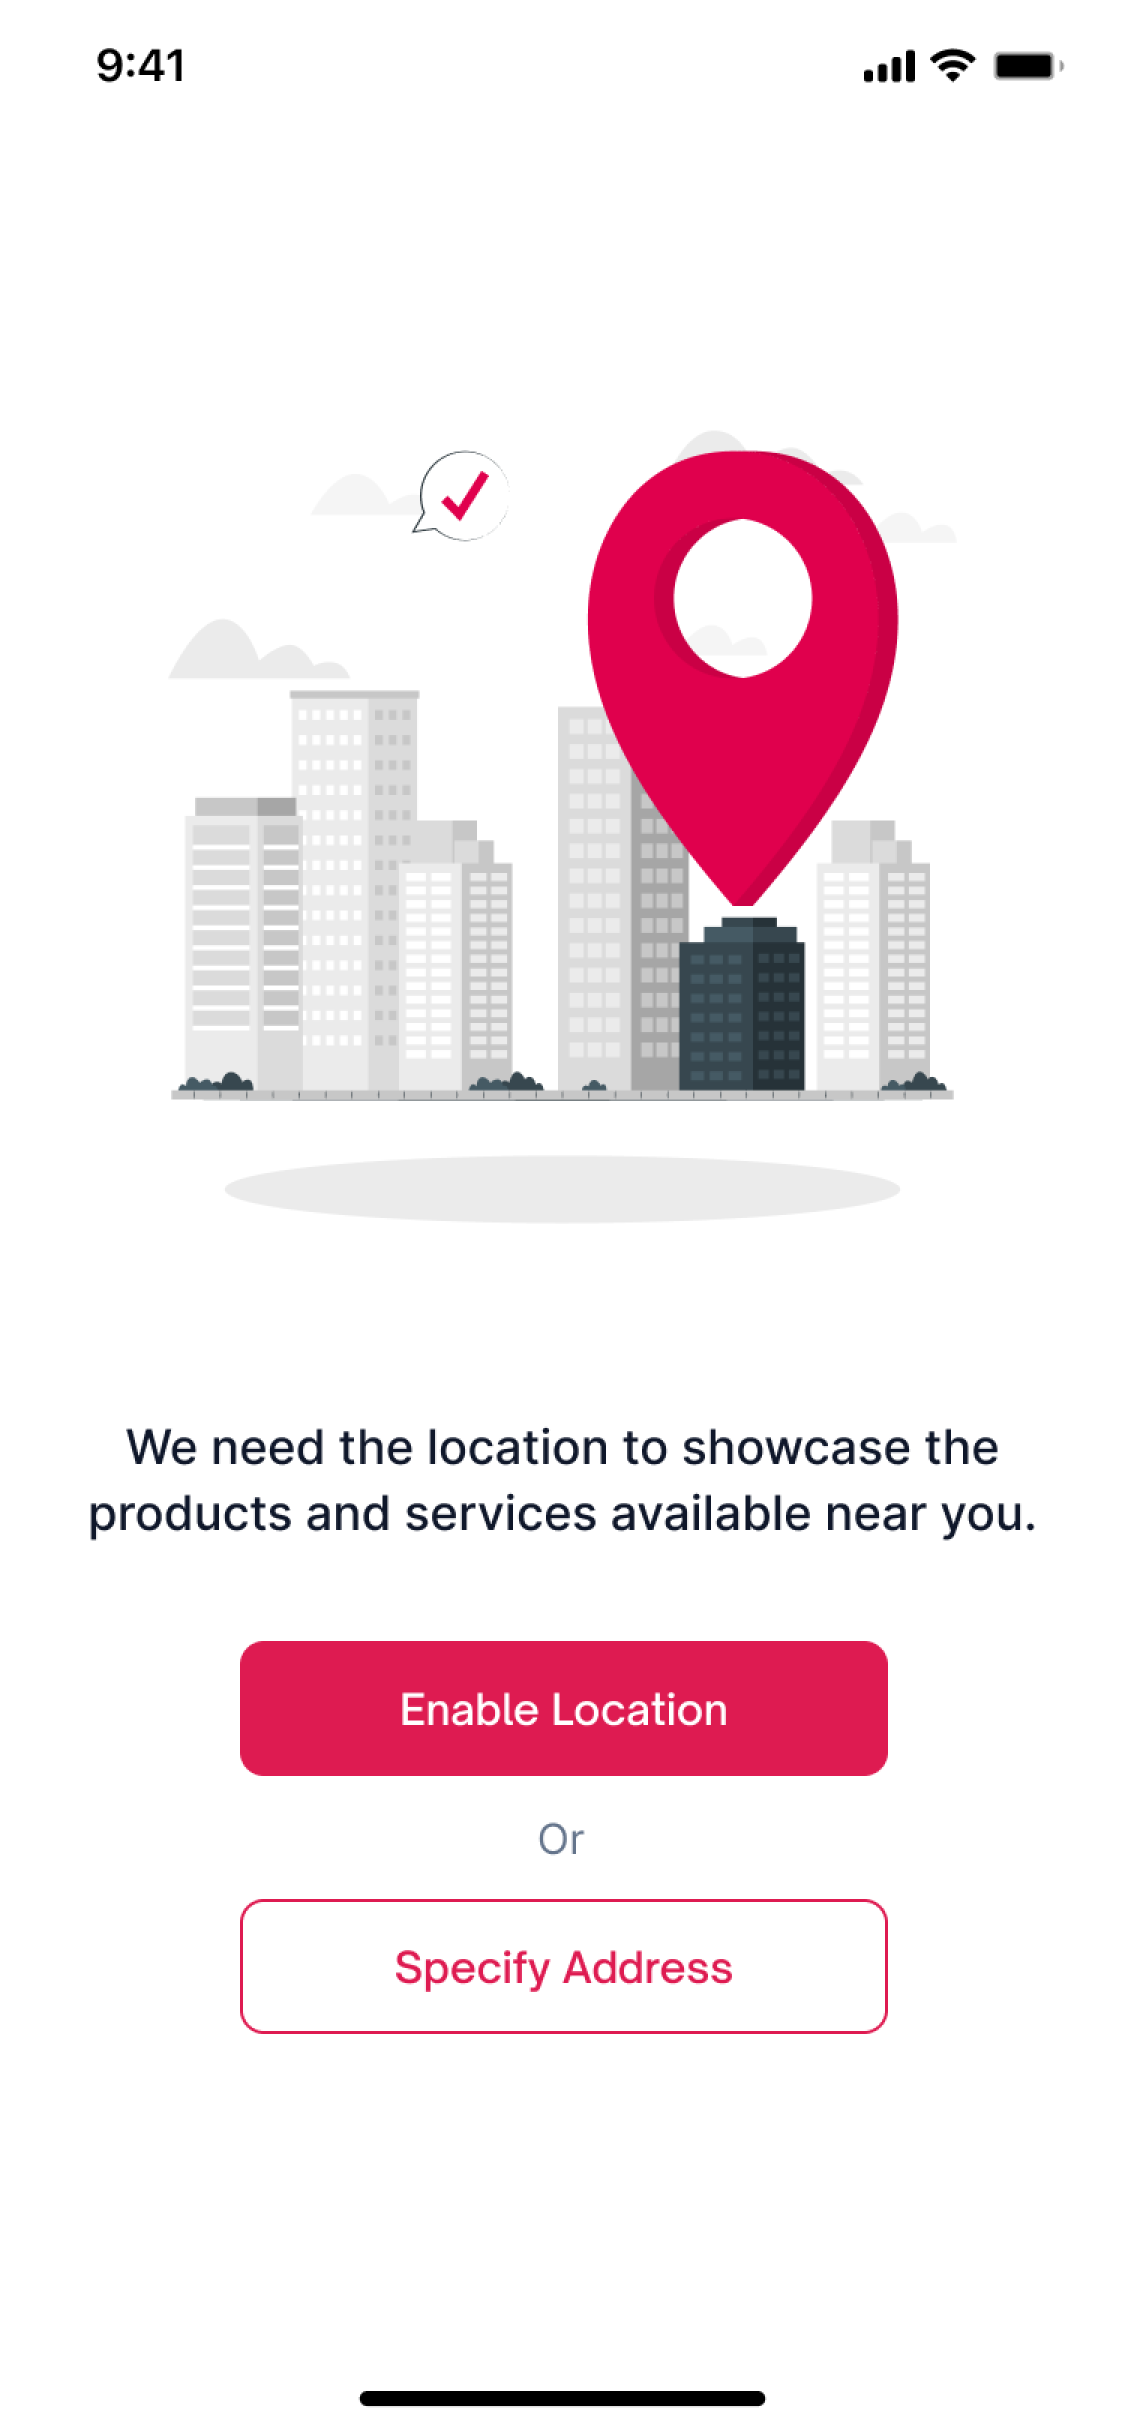 9:41
We need the location to showcase the
products and services available near you.
Enable Location
Or
Specify Address